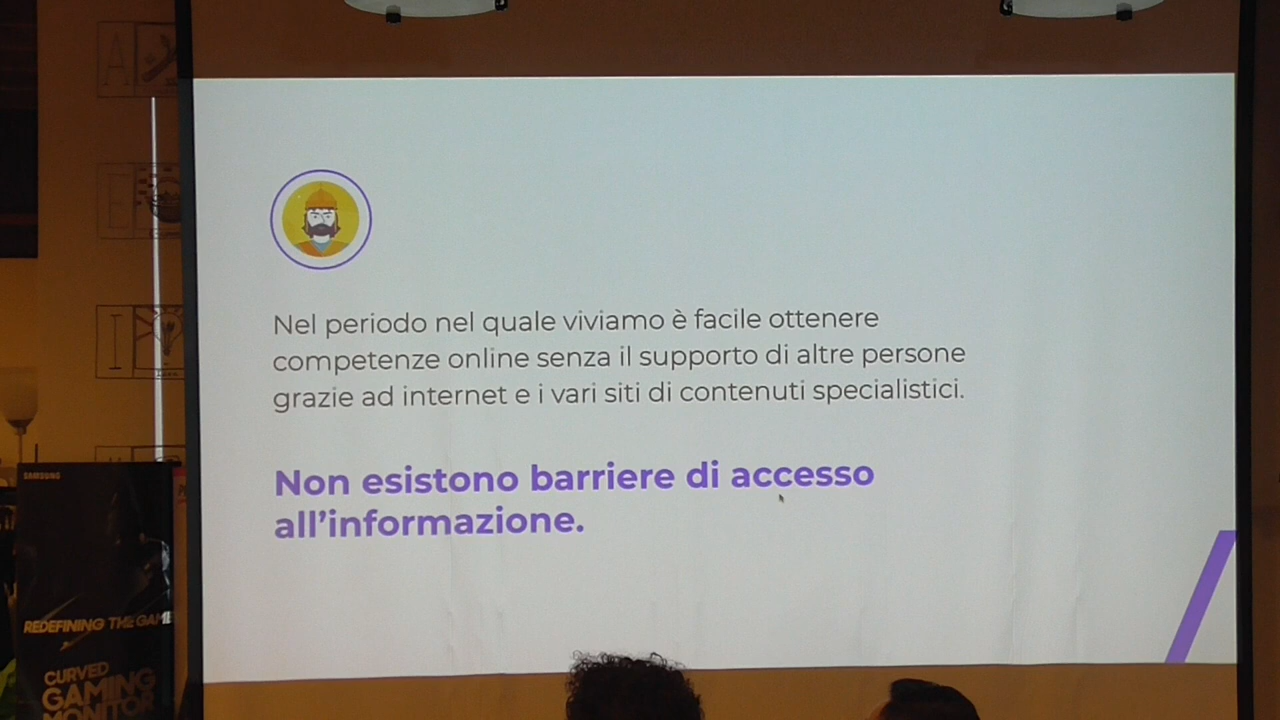 A
E
I
Nel periodo nel quale viviamo è facile ottenere
competenze online senza il supporto di altre persone
grazie ad internet e i vari siti di contenuti specialistici.
Non esistono barriere di accesso
all’informazione.
SAMSUNG
REDEFINING THE GAME
CURVED
GAMING
MONITOR